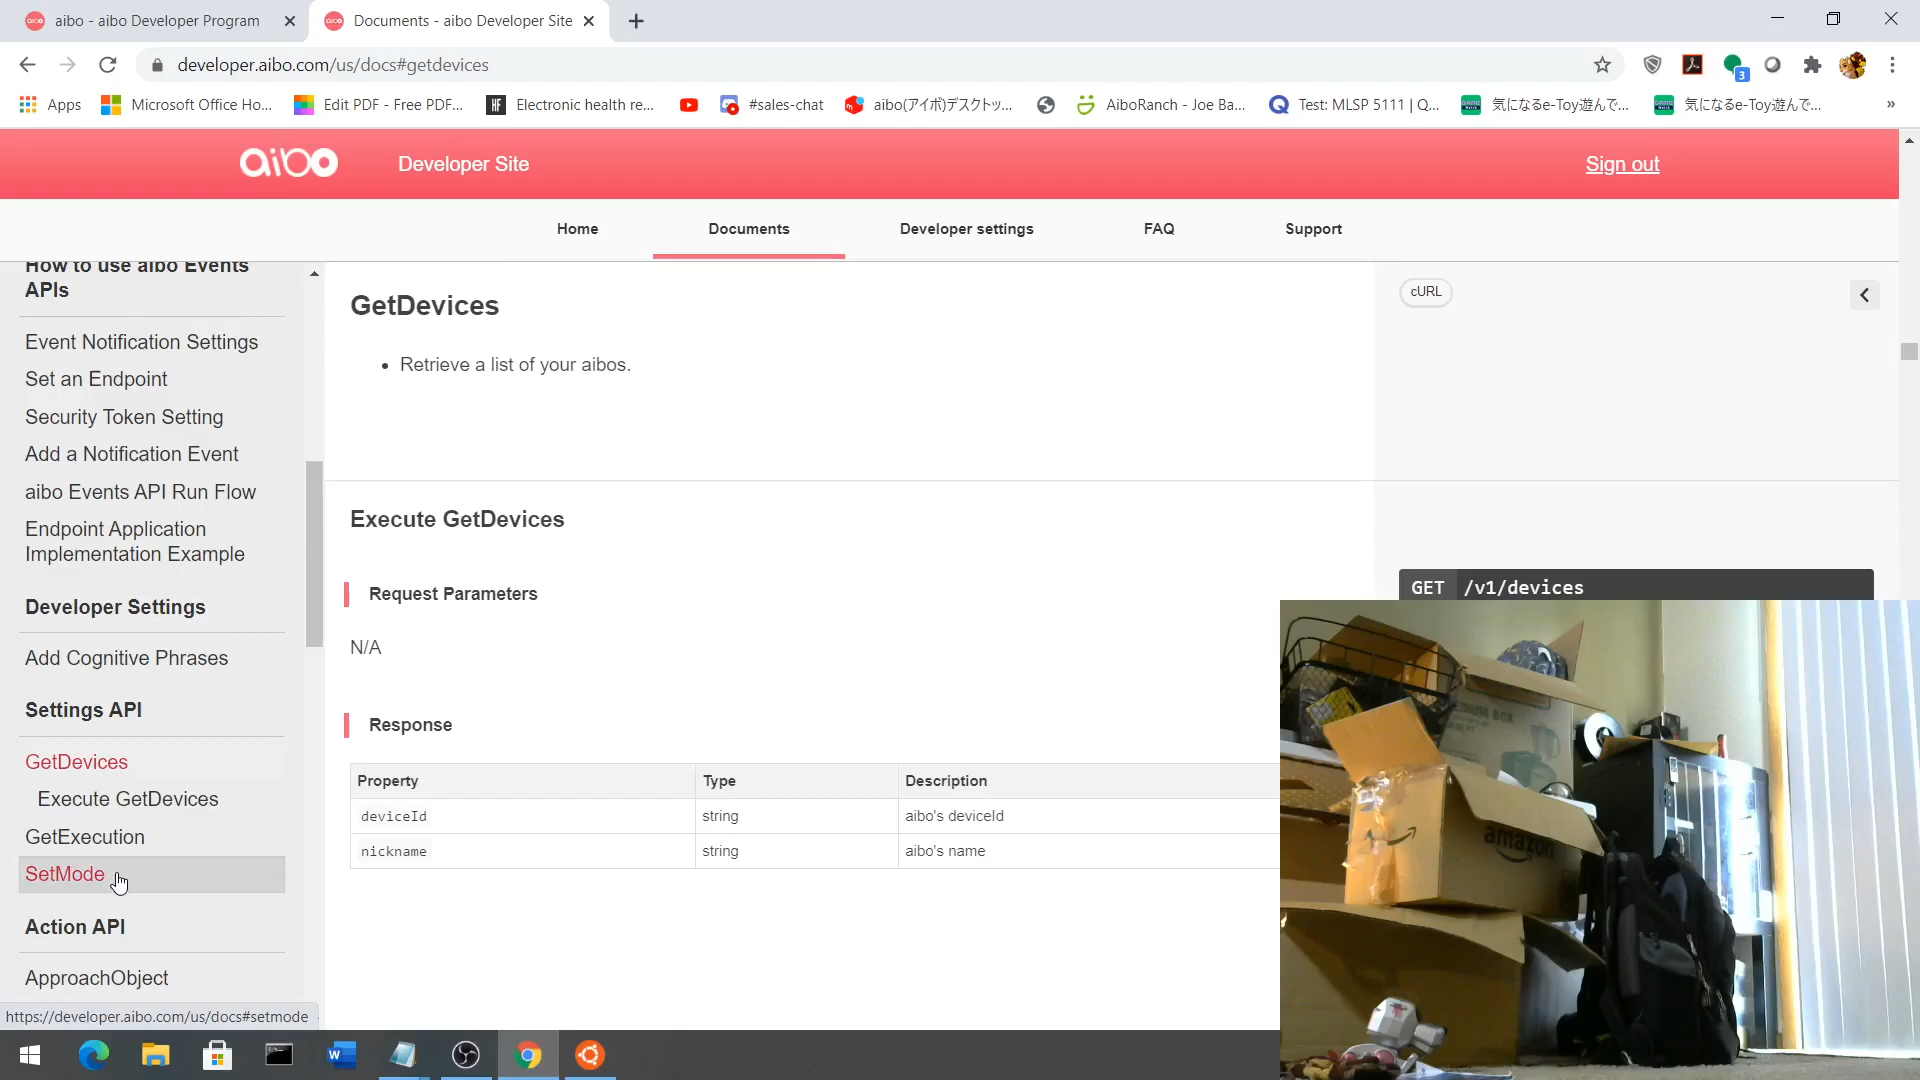 aibo - aibo Developer Program
Documents - aibo Developer Site
developer.aibo.com/us/docs#getdevices
3
Apps
Microsoft Office Ho...
Edit PDF - Free PDF...
HF
Electronic health re...
#sales-chat
aibo(アイボ)デスクトッ...
AiboRanch - Joe Ba...
Test: MLSP 5111 | Q...
気になるe-Toy遊んで...
気になるe-Toy遊んで...
»
aibo
Developer Site
Sign out
Home
Documents
Developer settings
FAQ
Support
How to use aibo Events
APIs
Event Notification Settings
Set an Endpoint
Security Token Setting
Add a Notification Event
aibo Events API Run Flow
Endpoint Application
Implementation Example
Developer Settings
Add Cognitive Phrases
Settings API
GetDevices
Execute GetDevices
GetExecution
SetMode
Action API
ApproachObject
https://developer.aibo.com/us/docs#setmode
GetDevices
• Retrieve a list of your aibos.
Execute GetDevices
Request Parameters
N/A
Response
Property Type Description
deviceId string aibo's deviceId
nickname string aibo's name
cURL
GET /v1/devices
MEDIUM BOX
amazon